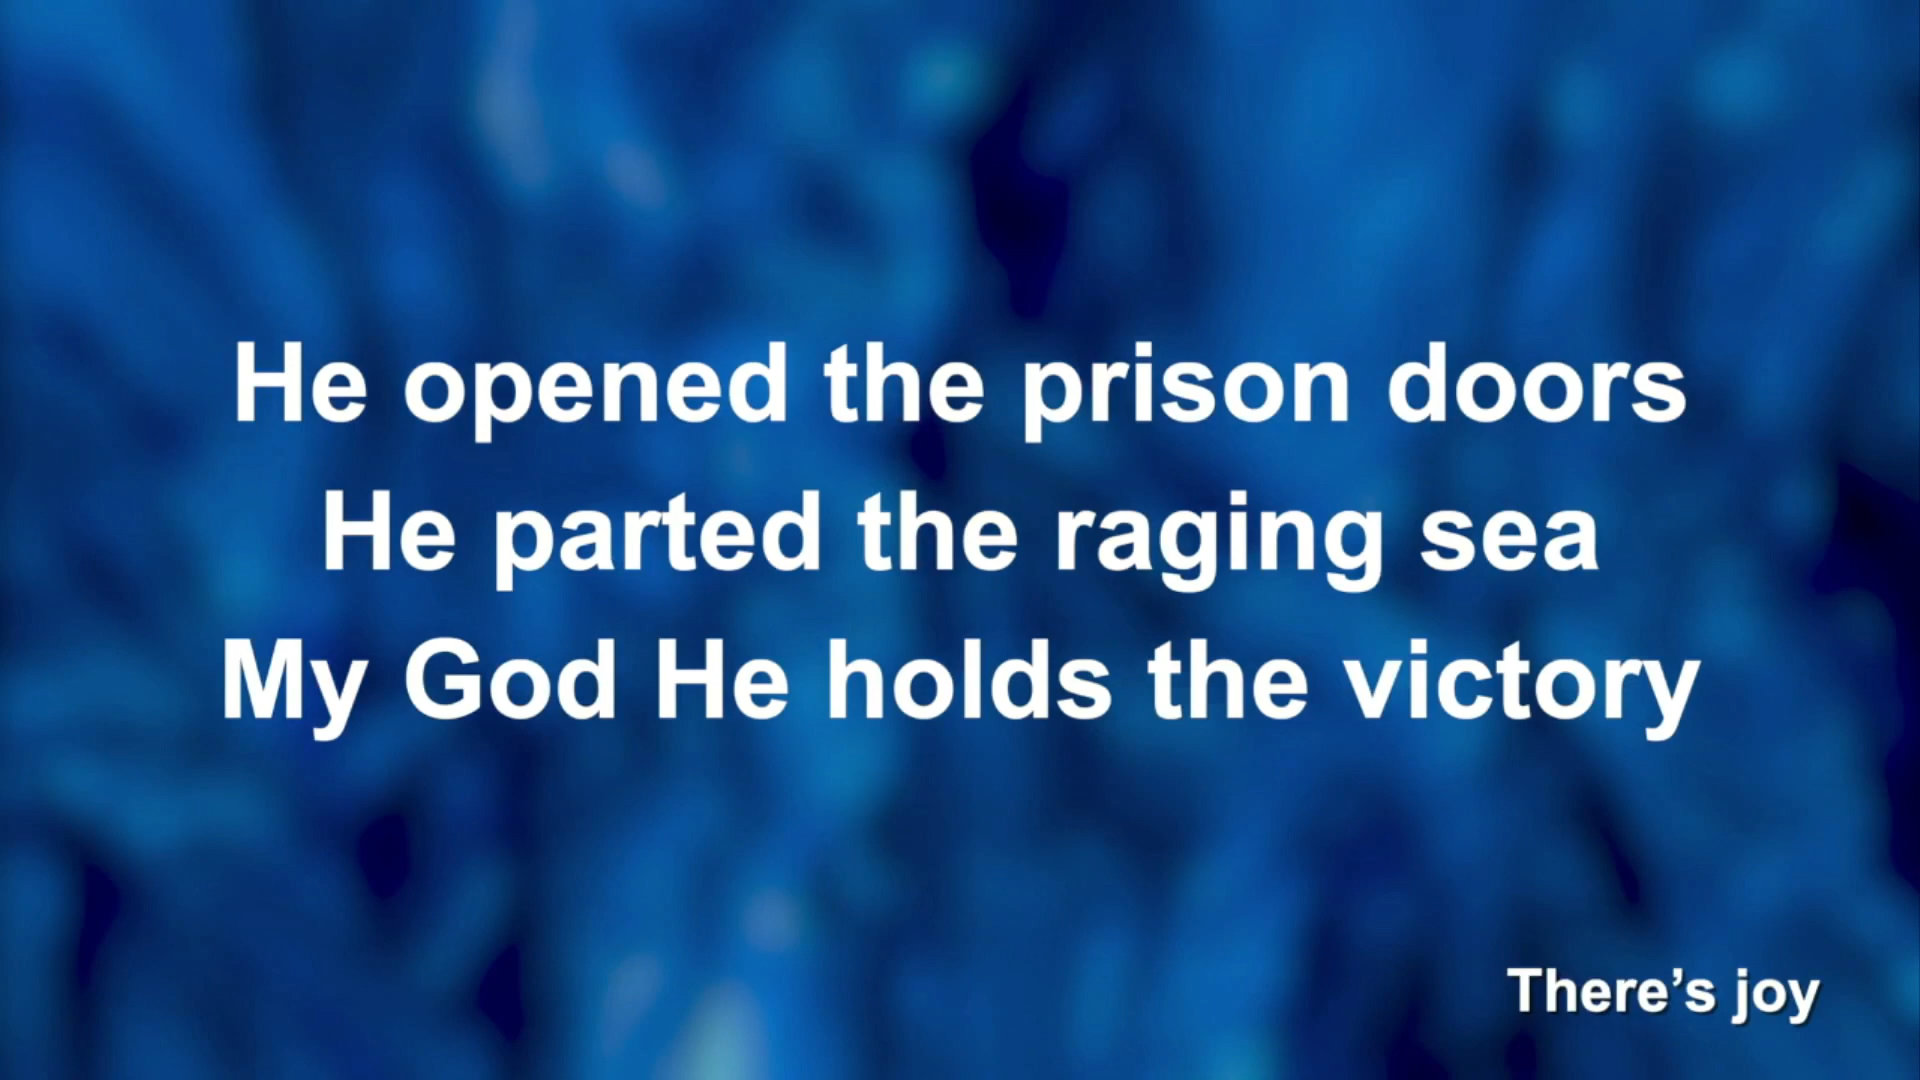 He opened the prison doors
He parted the raging sea
My God He holds the victory
There’s joy